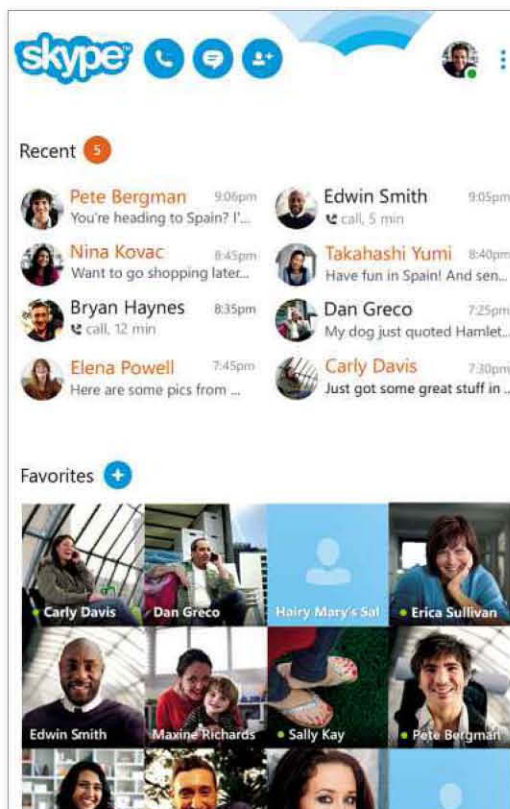 skype™
Recent 5
Pete Bergman 9:06pm
You're heading to Spain? I'...
Edwin Smith 9:05pm
call, 5 min
Nina Kovac 8:45pm
Want to go shopping later...
Takahashi Yumi 8:40pm
Have fun in Spain! And sen...
Bryan Haynes 8:35pm
call, 12 min
Dan Greco 7:25pm
My dog just quoted Hamlet...
Elena Powell 7:45pm
Here are some pics from ...
Carly Davis 7:30pm
Just got some great stuff in ...
Favorites
Carly Davis
Dan Greco
Hairy Mary's Sal
Erica Sullivan
Edwin Smith
Maxine Richards
Sally Kay
Pete Bergman